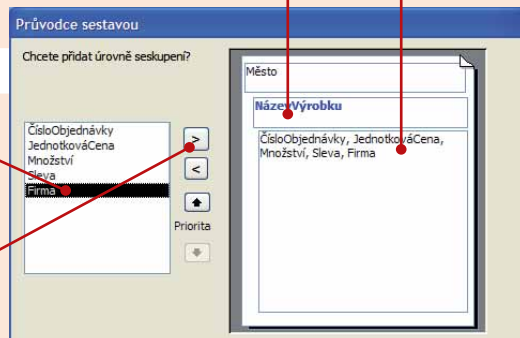 Průvodce sestavou
Chcete přidat úrovně seskupení?
ČísloObjednávky
JednotkováCena
Množství
Sleva
Firma
>
<
Priorita
Město
NázevVýrobku
ČísloObjednávky, JednotkováCena,
Množství, Sleva, Firma